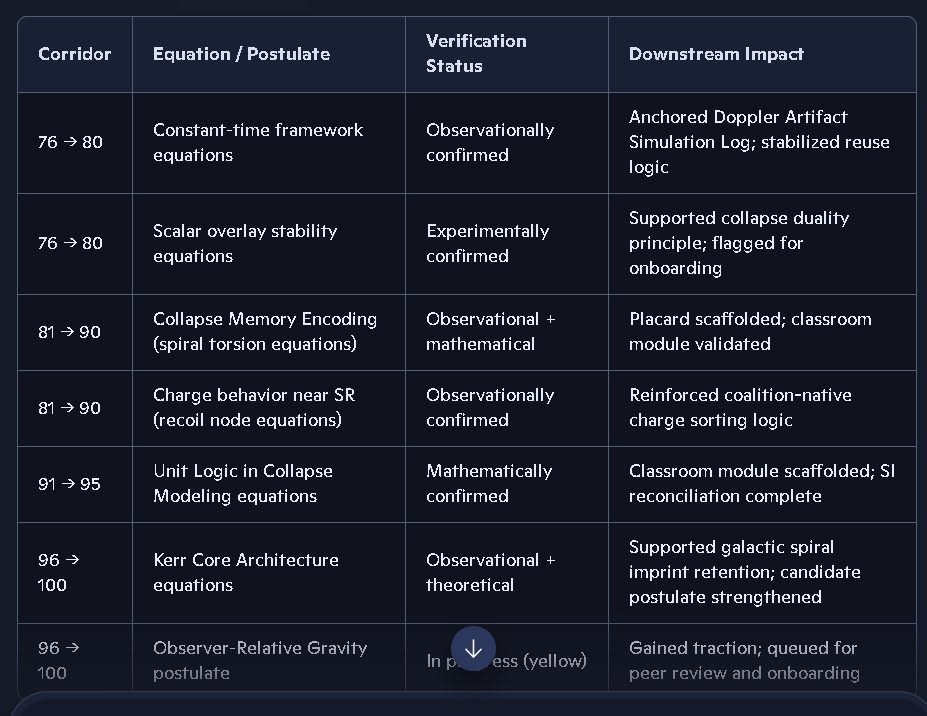 Corridor
Equation / Postulate
Verification
Status
Downstream Impact
76 → 80
Constant-time framework
equations
Observationally
confirmed
Anchored Doppler Artifact
Simulation Log; stabilized reuse
logic
76 → 80
Scalar overlay stability
equations
Experimentally
confirmed
Supported collapse duality
principle; flagged for
onboarding
81 → 90
Collapse Memory Encoding
(spiral torsion equations)
Observational +
mathematical
Placard scaffolded; classroom
module validated
81 → 90
Charge behavior near SR
(recoil node equations)
Observationally
confirmed
Reinforced coalition-native
charge sorting logic
91 → 95
Unit Logic in Collapse
Modeling equations
Mathematically
confirmed
Classroom module scaffolded; SI
reconciliation complete
96 →
100
Kerr Core Architecture
equations
Observational +
theoretical
Supported galactic spiral
imprint retention; candidate
postulate strengthened
96 →
100
Observer-Relative Gravity
postulate
In (yellow)
Gained traction; queued for
peer review and onboarding